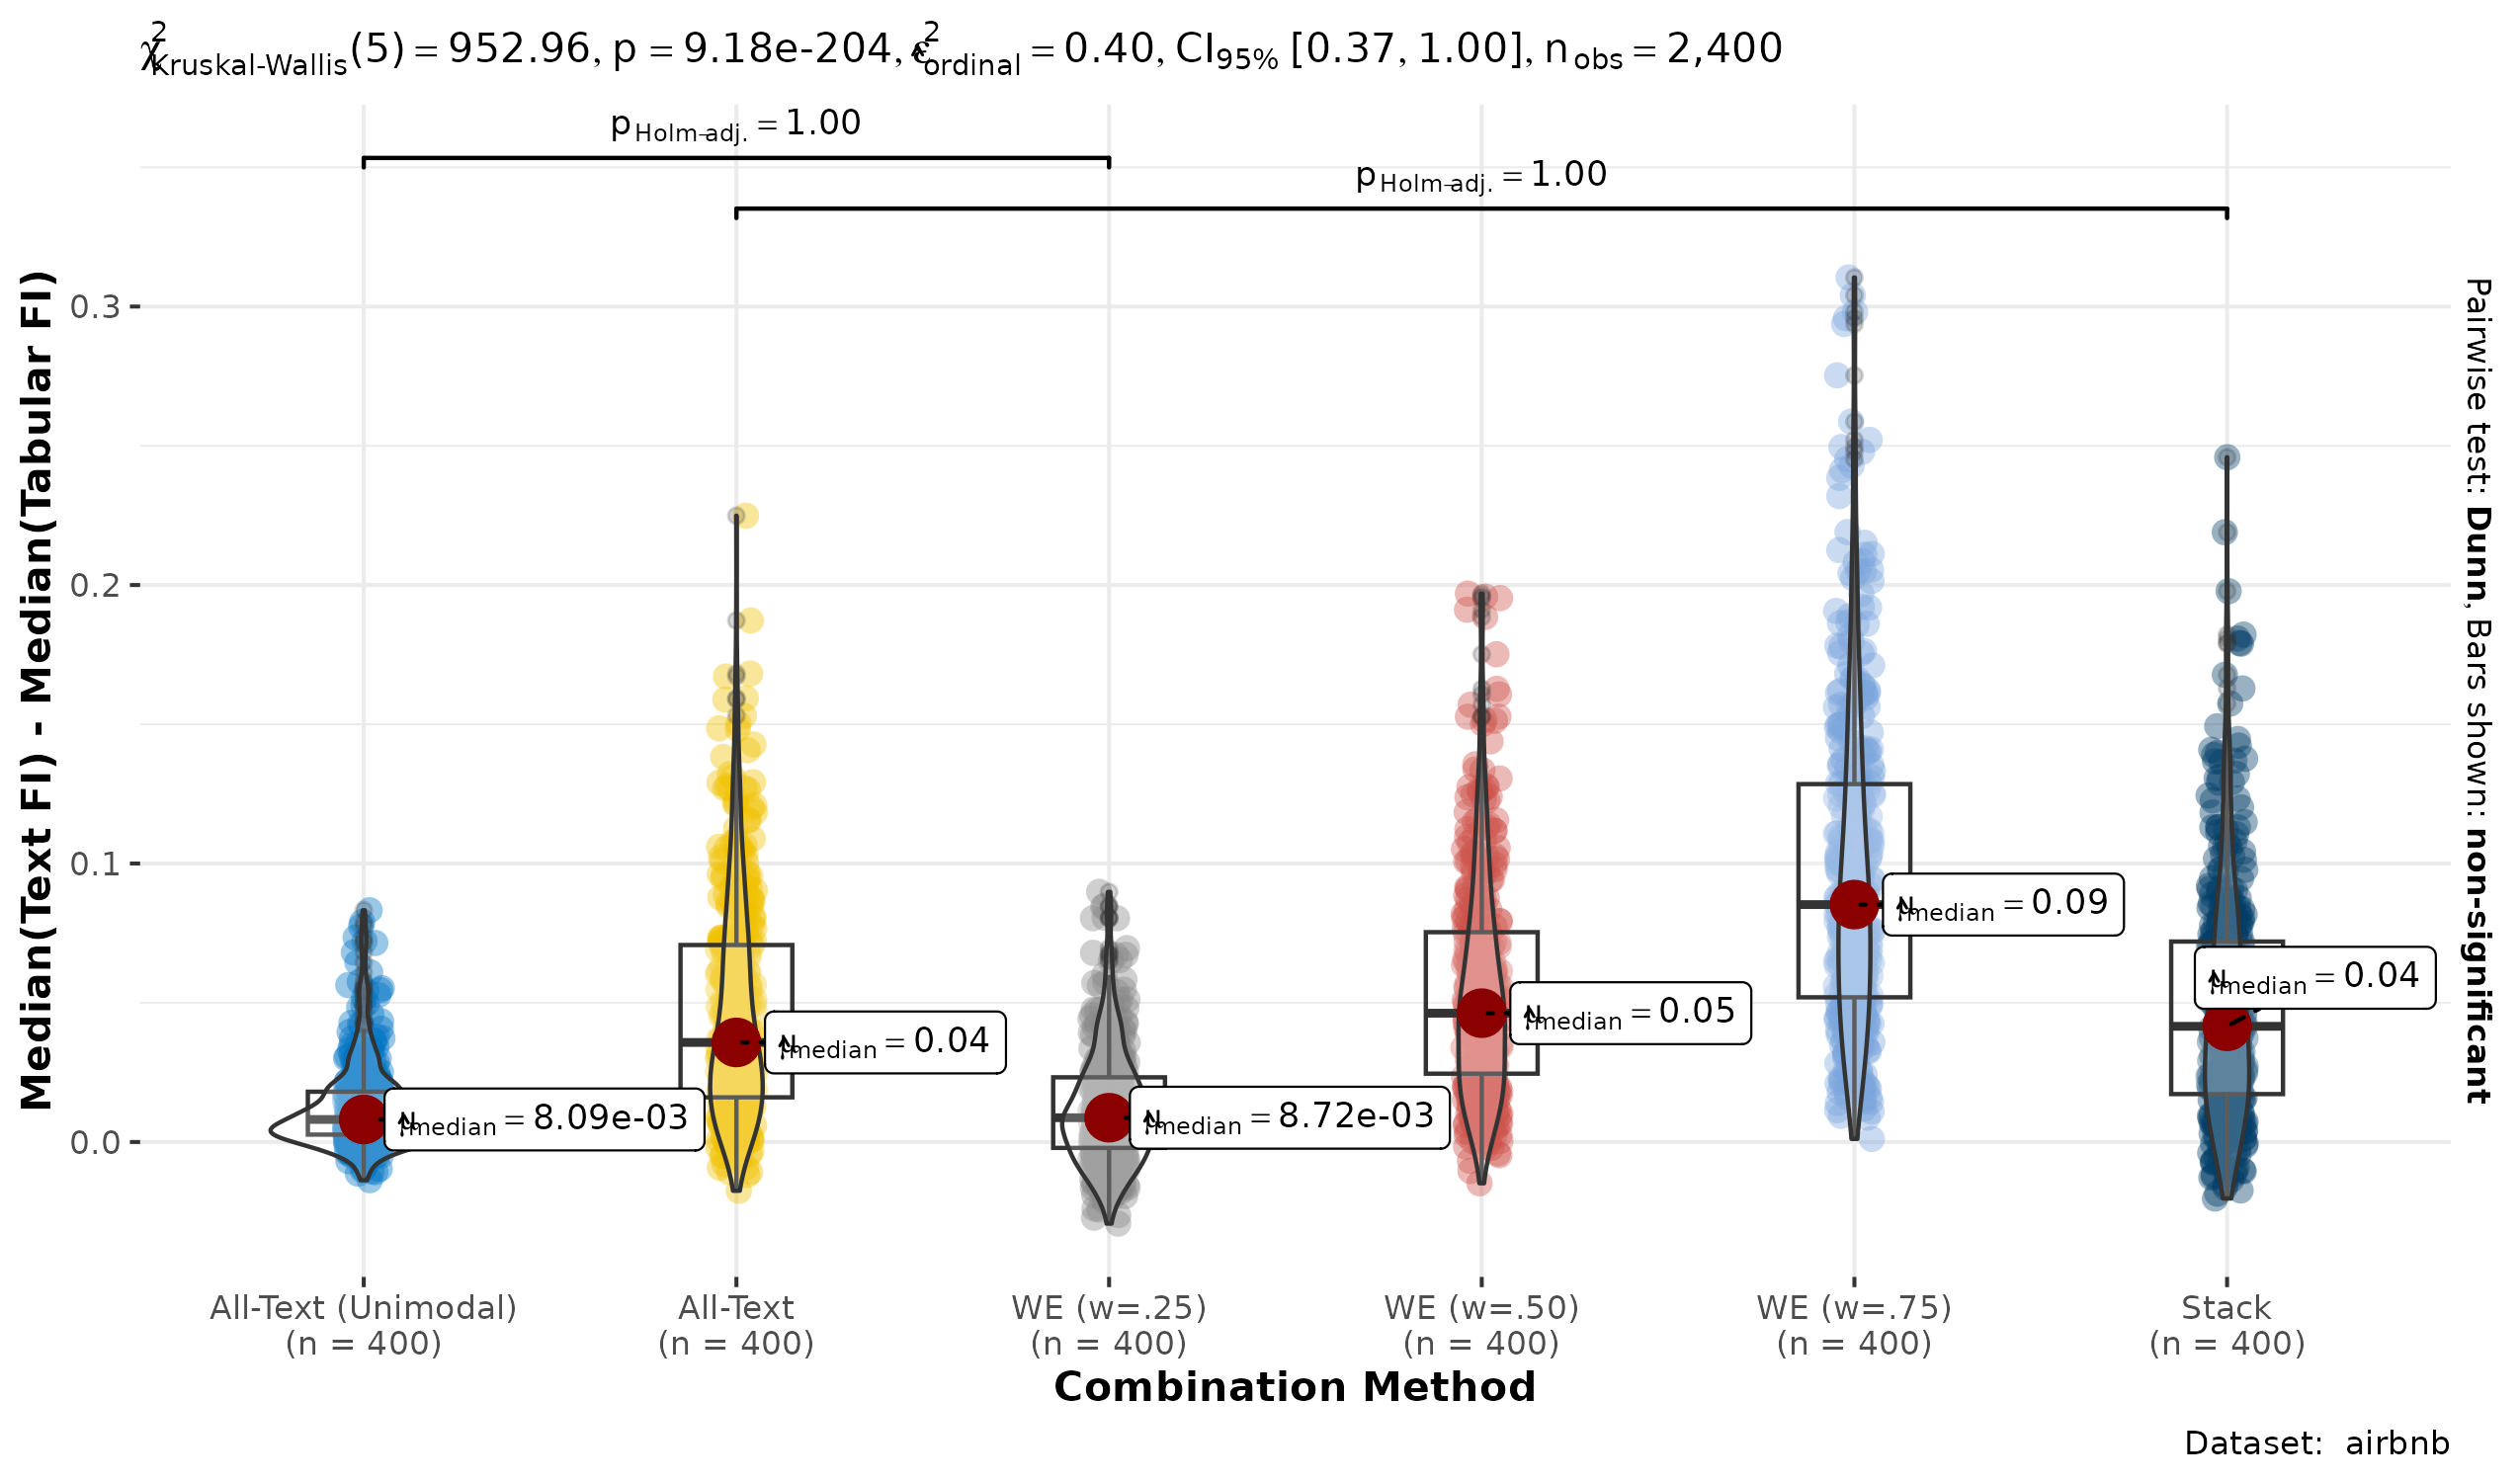 χ²Kruskal-Wallis(5) = 952.96, p = 9.18e-204, ε²ordinal = 0.40, CI95% [0.37, 1.00], nobs = 2,400
pHolm-adj. = 1.00
pHolm-adj. = 1.00
Median(Text FI) - Median(Tabular FI)
0.3
0.2
0.1
0.0
μ̂median = 8.09e-03
μ̂median = 0.04
μ̂median = 8.72e-03
μ̂median = 0.05
μ̂median = 0.09
μ̂median = 0.04
Pairwise test: Dunn, Bars shown: non-significant
All-Text (Unimodal)
(n = 400)
All-Text
(n = 400)
WE (w=.25)
(n = 400)
WE (w=.50)
(n = 400)
WE (w=.75)
(n = 400)
Stack
(n = 400)
Combination Method
Dataset: airbnb